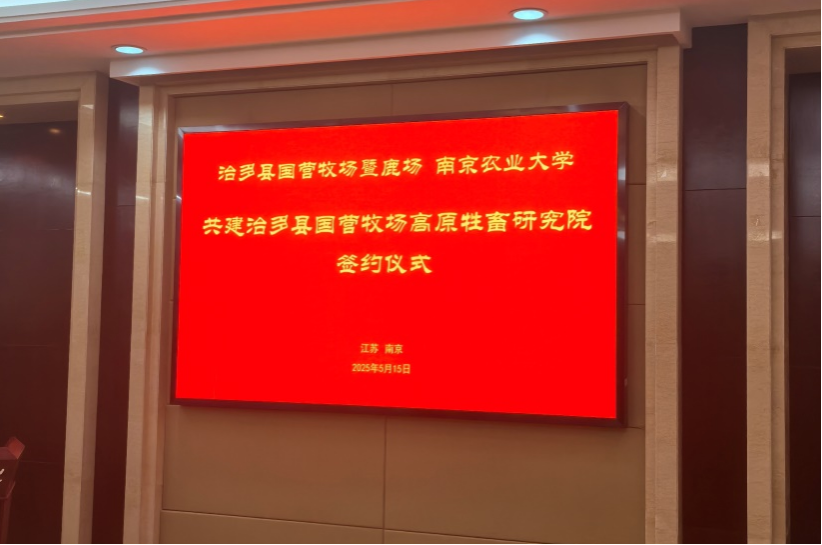 治多县国营牧场暨鹿场 南京农业大学
共建治多县国营牧场高原牲畜研究院
签约仪式
江苏 南京
2025年5月15日